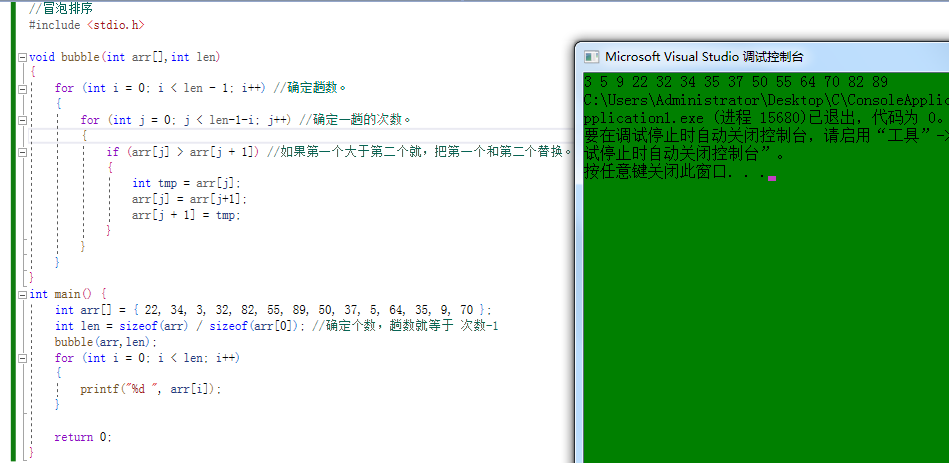 //冒泡排序
#include <stdio.h>
void bubble(int arr[],int len)
{
for (int i = 0; i < len - 1; i++) //确定趟数。
{
for (int j = 0; j < len-1-i; j++) //确定一趟的次数。
{
if (arr[j] > arr[j + 1]) //如果第一个大于第二个就，把第一个和第二个替换。
{
int tmp = arr[j];
arr[j] = arr[j+1];
arr[j + 1] = tmp;
}
}
}
}
int main() {
int arr[] = { 22, 34, 3, 32, 82, 55, 89, 50, 37, 5, 64, 35, 9, 70 };
int len = sizeof(arr) / sizeof(arr[0]); //确定个数，趟数就等于 次数-1
bubble(arr,len);
for (int i = 0; i < len; i++)
{
printf("%d ", arr[i]);
}
return 0;
}
Microsoft Visual Studio 调试控制台
3 5 9 22 32 34 35 37 50 55 64 70 82 89
C:\Users\Administrator\Desktop\C\ConsoleApplic
pplication1.exe (进程 15680)已退出，代码为 0。
要在调试停止时自动关闭控制台，请启用“工具”->
试停止时自动关闭控制台”。
按任意键关闭此窗口. . .